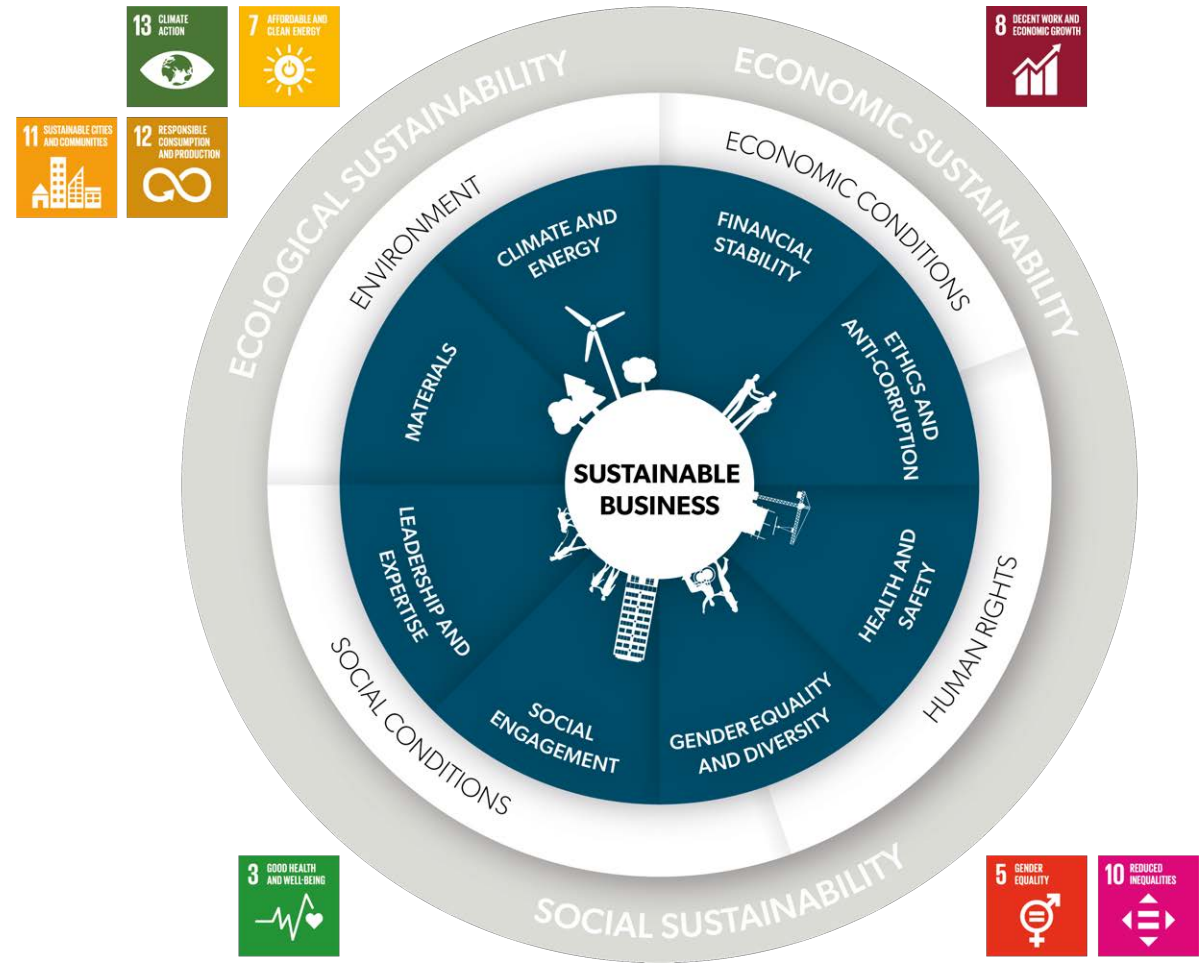 13 CLIMATE
ACTION
7 AFFORDABLE AND
CLEAN ENERGY
8 DECENT WORK AND
ECONOMIC GROWTH
11 SUSTAINABLE CITIES
AND COMMUNITIES
12 RESPONSIBLE
CONSUMPTION
AND PRODUCTION
ECOLOGICAL SUSTAINABILITY
ECONOMIC SUSTAINABILITY
ENVIRONMENT
ECONOMIC CONDITIONS
CLIMATE AND
ENERGY
FINANCIAL
STABILITY
MATERIALS
ETHICS AND
ANTI-CORRUPTION
SUSTAINABLE
BUSINESS
LEADERSHIP AND
EXPERTISE
HEALTH AND
SAFETY
SOCIAL
ENGAGEMENT
GENDER EQUALITY
AND DIVERSITY
SOCIAL CONDITIONS
HUMAN RIGHTS
SOCIAL SUSTAINABILITY
3 GOOD HEALTH
AND WELL-BEING
5 GENDER
EQUALITY
10 REDUCED
INEQUALITIES